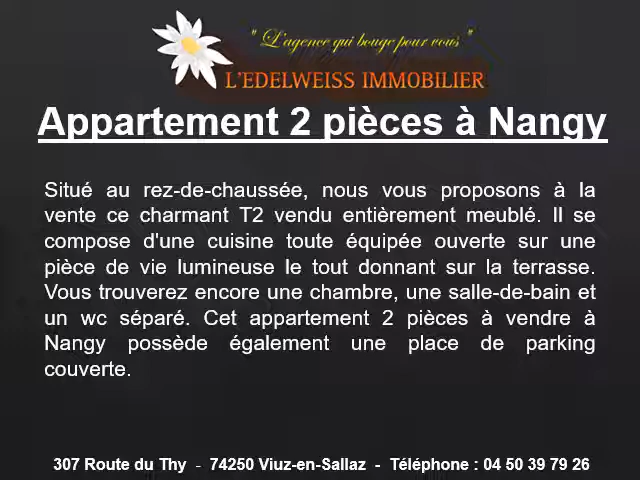 " L'agence qui bouge pour vous "
L'EDELWEISS IMMOBILIER
Appartement 2 pièces à Nangy
Situé au rez-de-chaussée, nous vous proposons à la
vente ce charmant T2 vendu entièrement meublé. Il se
compose d'une cuisine toute équipée ouverte sur une
pièce de vie lumineuse le tout donnant sur la terrasse.
Vous trouverez encore une chambre, une salle-de-bain et
un wc séparé. Cet appartement 2 pièces à vendre à
Nangy possède également une place de parking
couverte.
307 Route du Thy - 74250 Viuz-en-Sallaz - Téléphone : 04 50 39 79 26